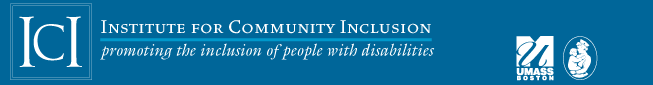 ICI
INSTITUTE FOR COMMUNITY INCLUSION
promoting the inclusion of people with disabilities
UMASS
BOSTON